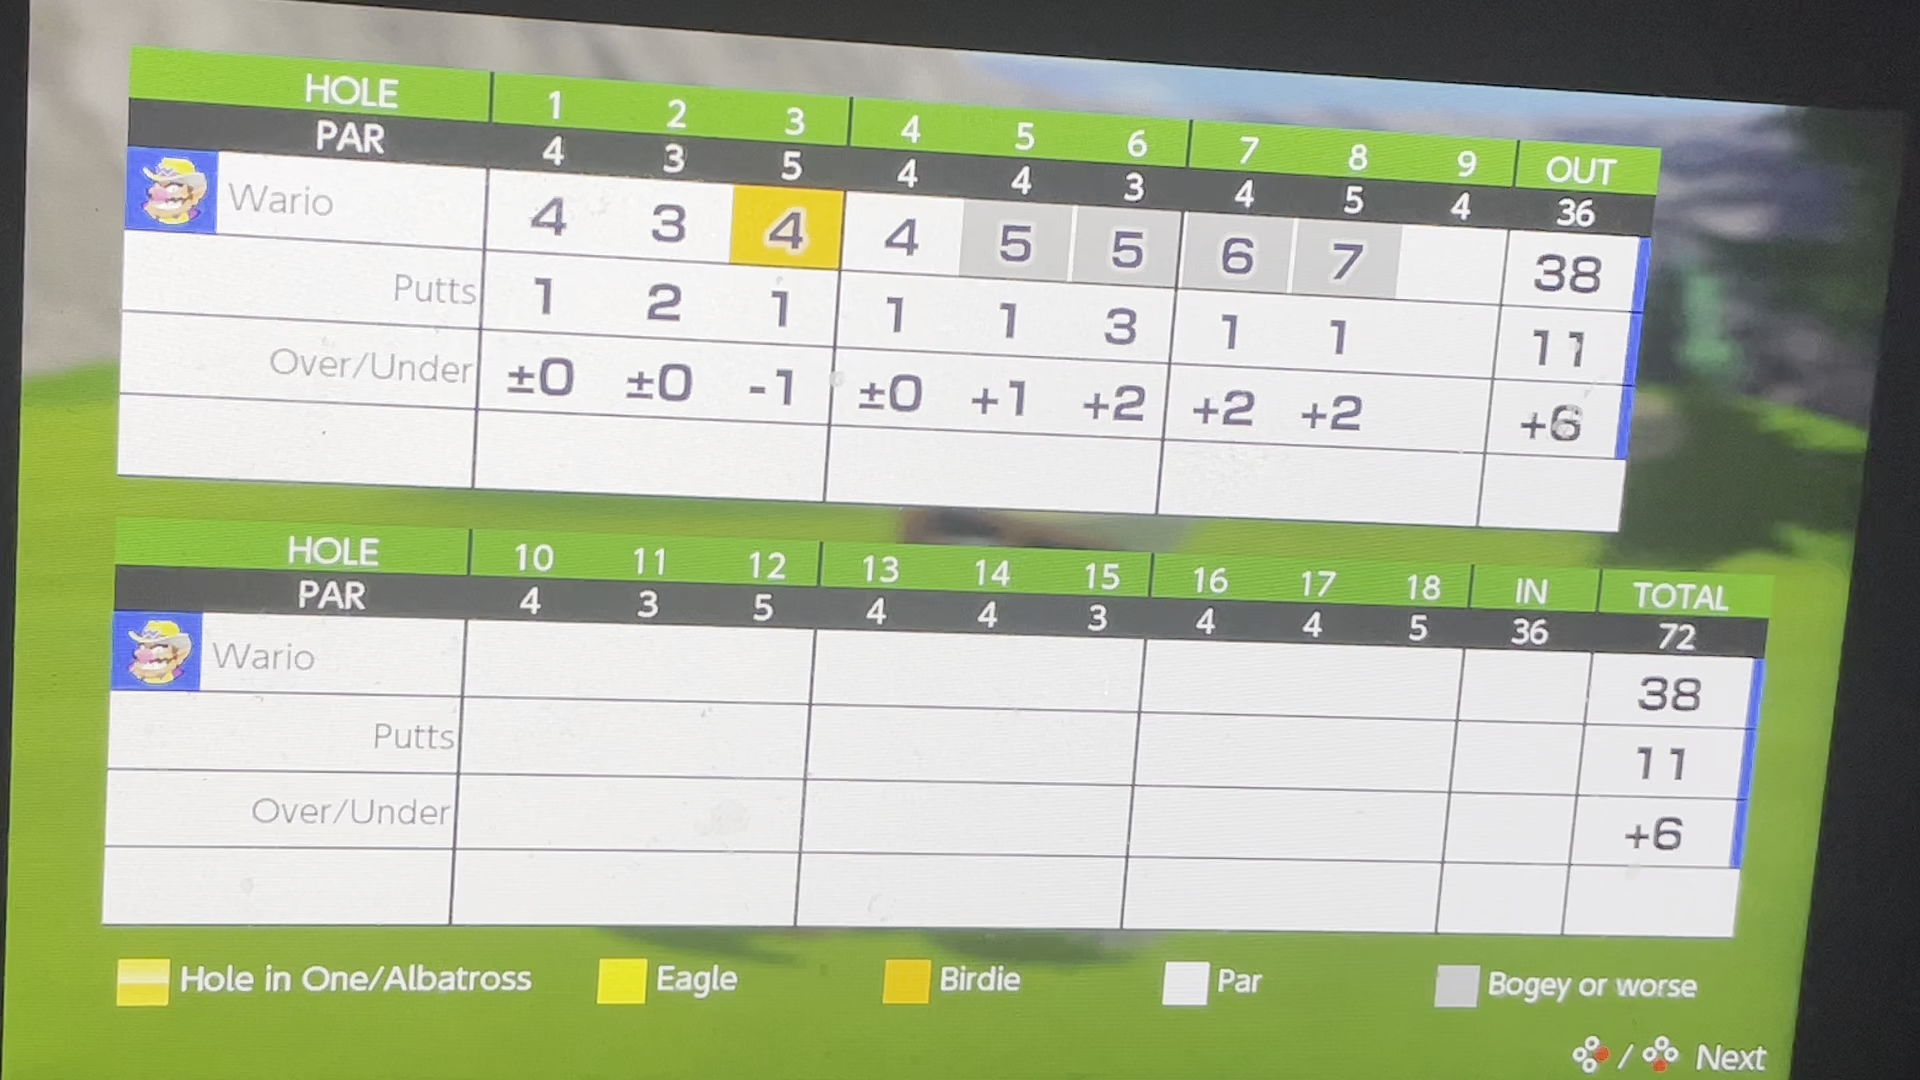 HOLE 1 2 3 4 5 6 7 8 9 OUT
PAR 4 3 5 4 4 3 4 5 4 36
Wario 4 3 4 4 5 5 6 7 38
Putts 1 2 1 1 1 3 1 1 11
Over/Under ±0 ±0 -1 ±0 +1 +2 +2 +2 +6
HOLE 10 11 12 13 14 15 16 17 18 IN TOTAL
PAR 4 3 5 4 4 3 4 4 5 36 72
Wario 38
Putts 11
Over/Under +6
Hole in One/Albatross Eagle Birdie Par Bogey or worse
/ Next